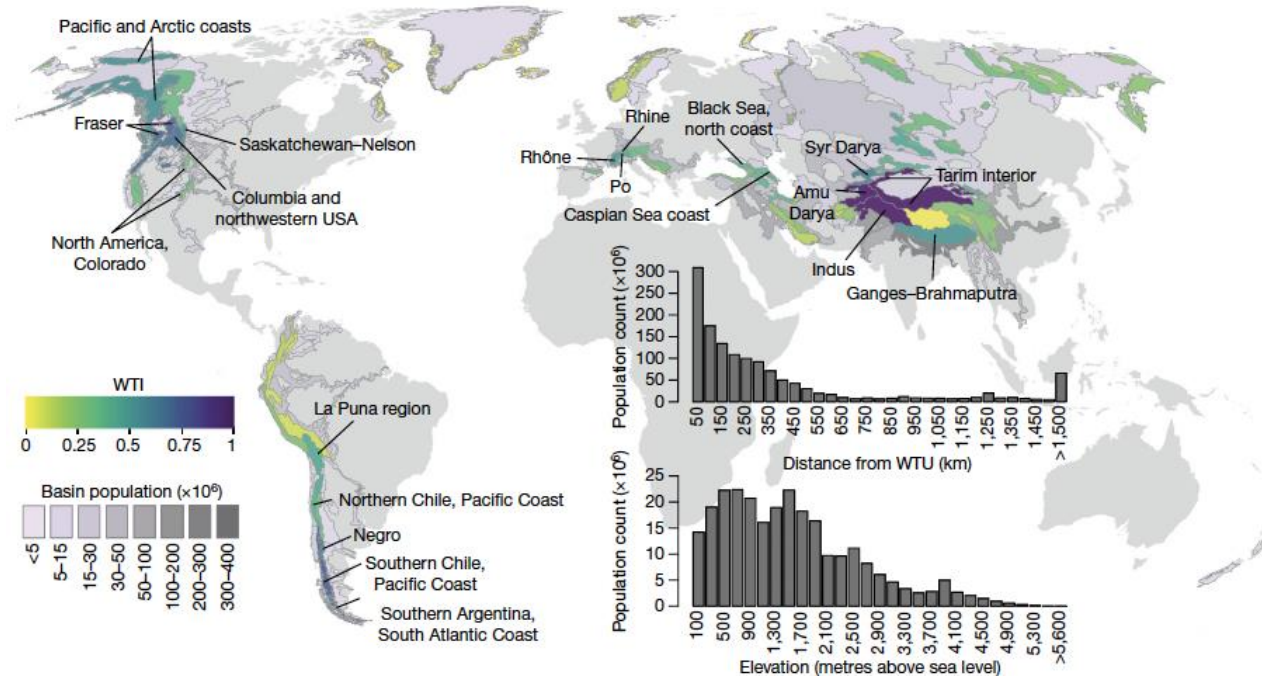 Pacific and Arctic coasts
Fraser
Saskatchewan–Nelson
Columbia and
northwestern USA
North America,
Colorado
Rhine
Rhône
Po
Black Sea,
north coast
Caspian Sea coast
Syr Darya
Amu
Darya
Tarim interior
Indus
Ganges–Brahmaputra
La Puna region
Northern Chile, Pacific Coast
Negro
Southern Chile,
Pacific Coast
Southern Argentina,
South Atlantic Coast
WTI
0 0.25 0.5 0.75 1
Basin population (×10⁶)
<5 5–15 15–30 30–50 50–100 100–200 200–300 300–400
Population count (×10⁶)
300
250
200
150
100
50
0
50 150 250 350 450 550 650 750 850 950 1,050 1,150 1,250 1,350 1,450 >1,500
Distance from WTU (km)
Population count (×10⁶)
25
20
15
10
5
0
100 500 900 1,300 1,700 2,100 2,500 2,900 3,300 3,700 4,100 4,500 4,900 5,300 >5,600
Elevation (metres above sea level)